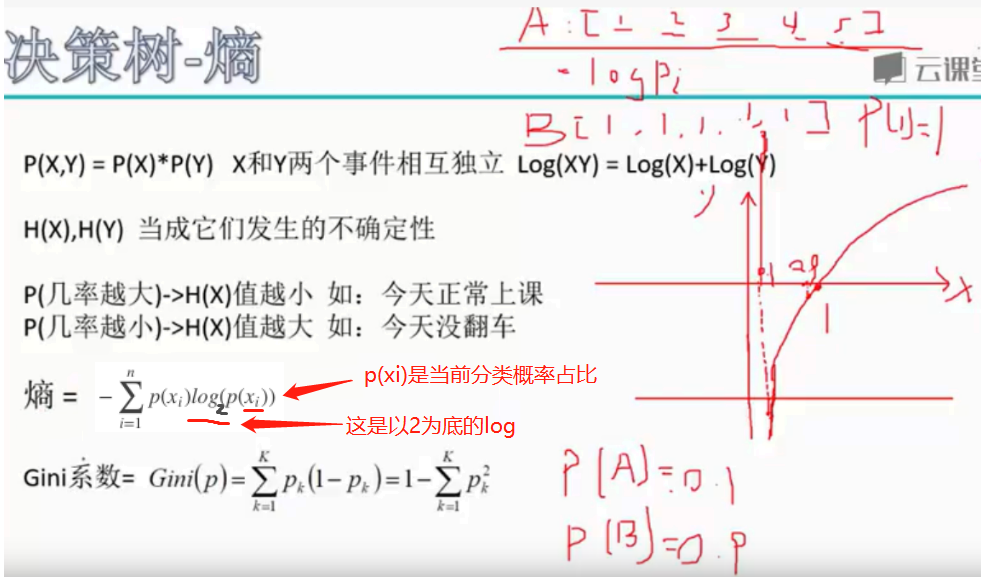 决策树-熵
A:[1 2 3 4 5]
-logpi
云课堂
B[1,1,1,1,1] P(1)=1
P(X,Y) = P(X)*P(Y) X和Y两个事件相互独立 Log(XY) = Log(X)+Log(Y)
y
H(X),H(Y) 当成它们发生的不确定性
0.1
x
1
P(几率越大)->H(X)值越小 如：今天正常上课
P(几率越小)->H(X)值越大 如：今天没翻车
p(xi)是当前分类概率占比
熵 = -∑_{i=1}^{n} p(x_i)log_2(p(x_i))
这是以2为底的log
Gini系数= Gini(p)=∑_{k=1}^{K} p_k(1-p_k)=1-∑_{k=1}^{K} p_k^2
P(A)=0.1
P(B)=0.9